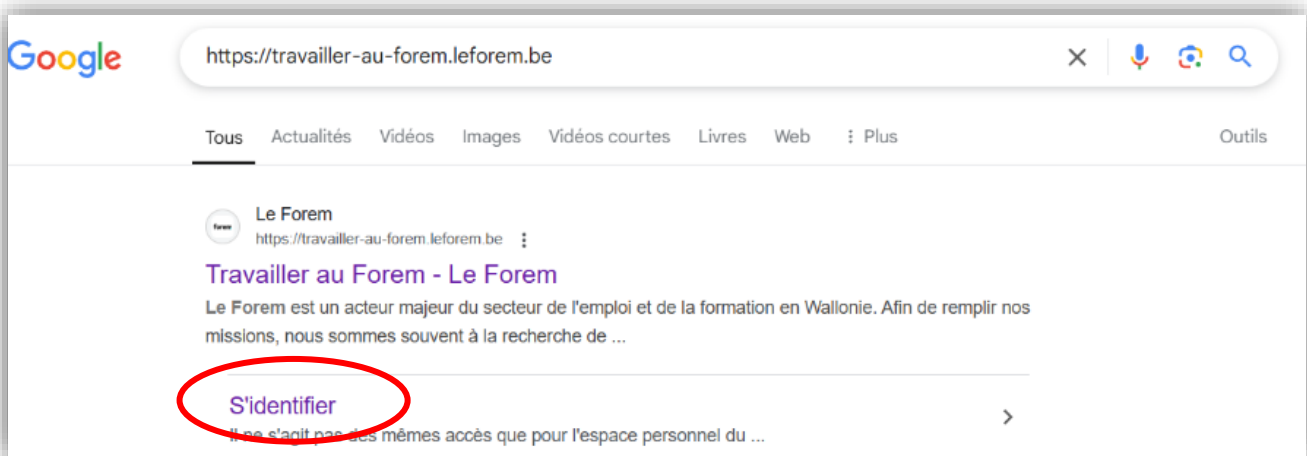 Google
https://travailler-au-forem.leforem.be
Tous Actualités Vidéos Images Vidéos courtes Livres Web Plus Outils
forem
Le Forem
https://travailler-au-forem.leforem.be
Travailler au Forem - Le Forem
Le Forem est un acteur majeur du secteur de l'emploi et de la formation en Wallonie. Afin de remplir nos
missions, nous sommes souvent à la recherche de ...
S'identifier
Il ne s'agit pas des mêmes accès que pour l'espace personnel du ...